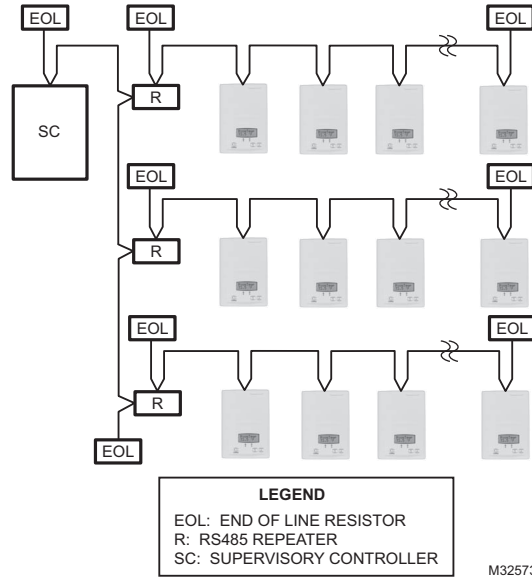 EOL EOL EOL
R
SC
EOL EOL
R
EOL EOL
R
EOL
LEGEND
EOL: END OF LINE RESISTOR
R: RS485 REPEATER
SC: SUPERVISORY CONTROLLER
M32573